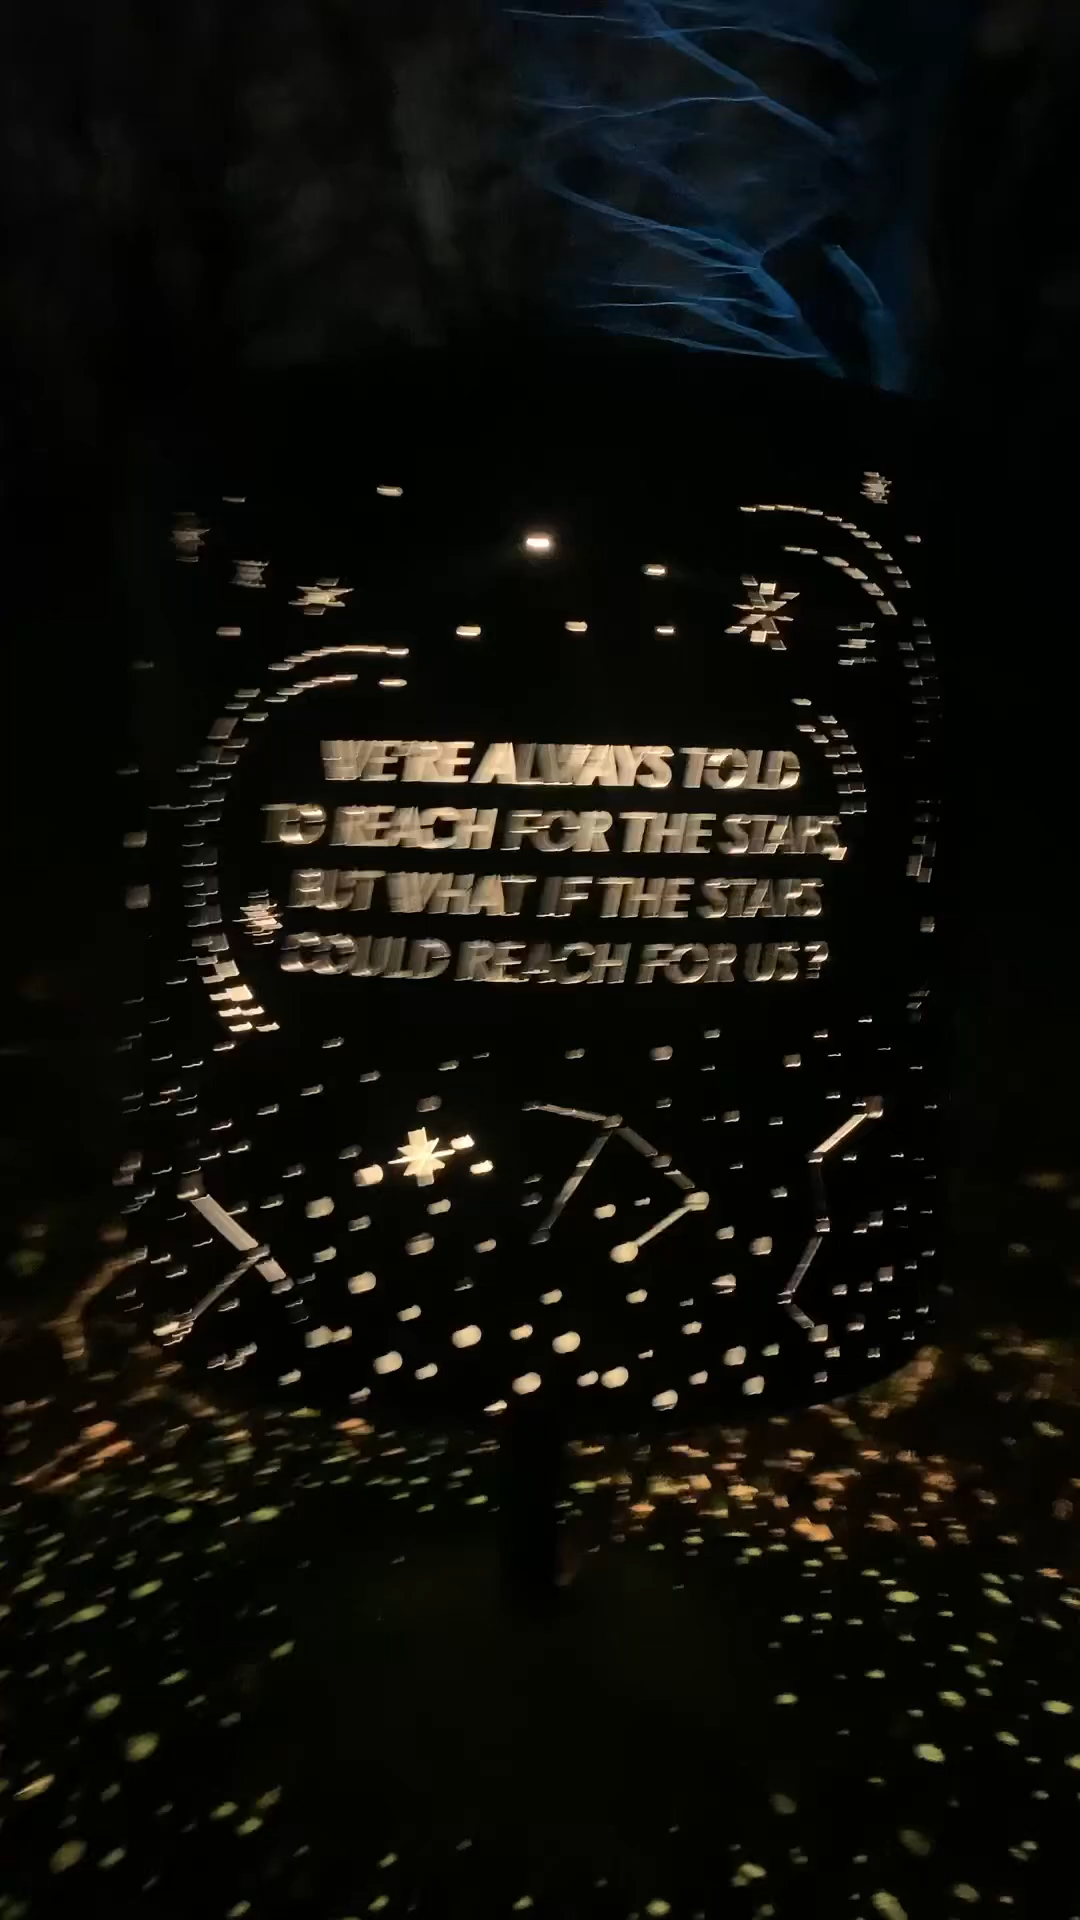 WE'RE ALWAYS TOLD
TO REACH FOR THE STARS,
BUT WHAT IF THE STARS
COULD REACH FOR US?